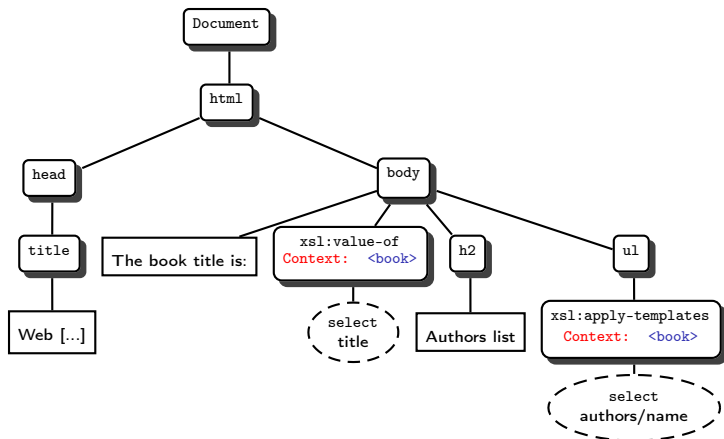 Document
html
head
body
title
The book title is:
xsl:value-of
Context: <book>
h2
ul
Web [...]
select
title
Authors list
xsl:apply-templates
Context: <book>
select
authors/name